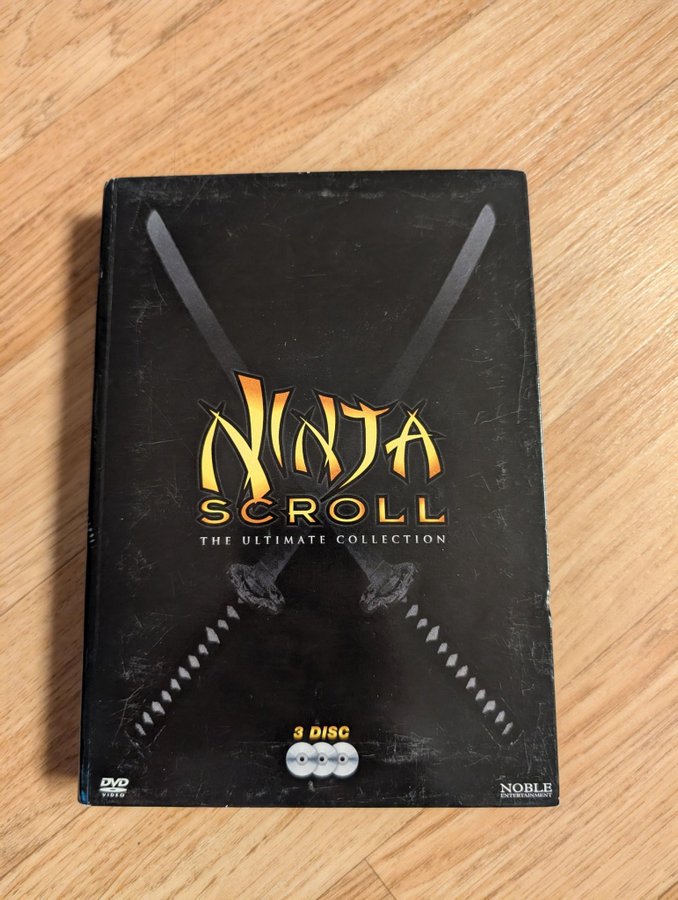 NINJA
SCROLL
THE ULTIMATE COLLECTION
3 DISC
DVD
VIDEO
NOBLE
ENTERTAINMENT